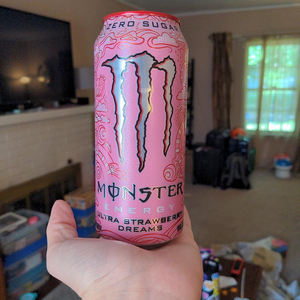 ZERO SUGAR
MONSTER
ENERGY
ULTRA STRAWBERRY
DREAMS